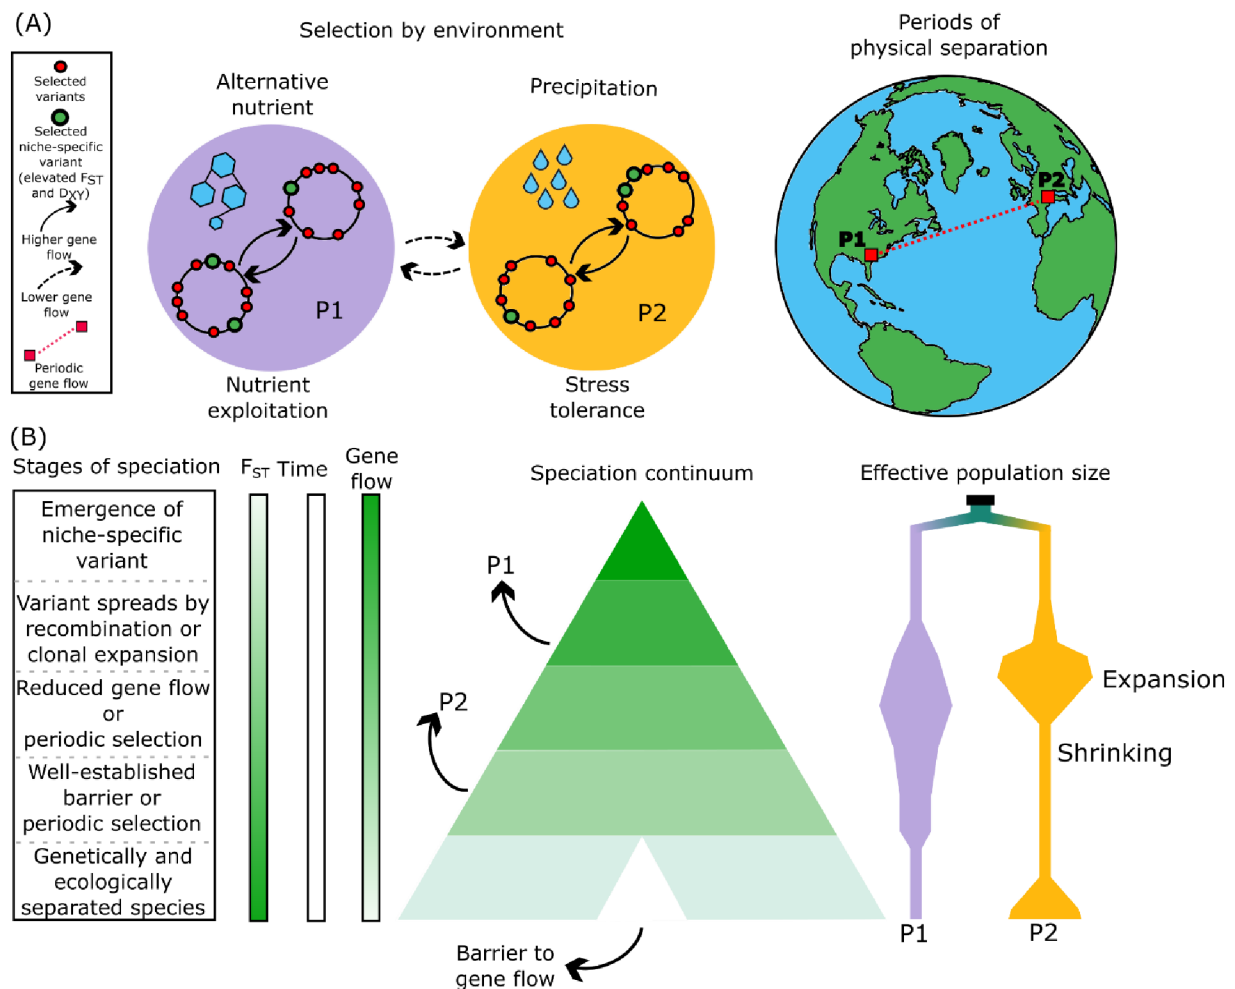 (A)
Selected
variants
Selected
niche-specific
variant
(elevated FST
and DXY)
Higher gene
flow
Lower gene
flow
Periodic gene flow
Selection by environment
Alternative
nutrient
P1
Nutrient
exploitation
Precipitation
P2
Stress
tolerance
Periods of
physical separation
P2
P1
(B)
Stages of speciation
Emergence of
niche-specific
variant
Variant spreads by
recombination or
clonal expansion
Reduced gene flow
or
periodic selection
Well-established
barrier or
periodic selection
Genetically and
ecologically
separated species
FST
Time
Gene
flow
Speciation continuum
P1
P2
Barrier to
gene flow
Effective population size
Expansion
Shrinking
P1
P2